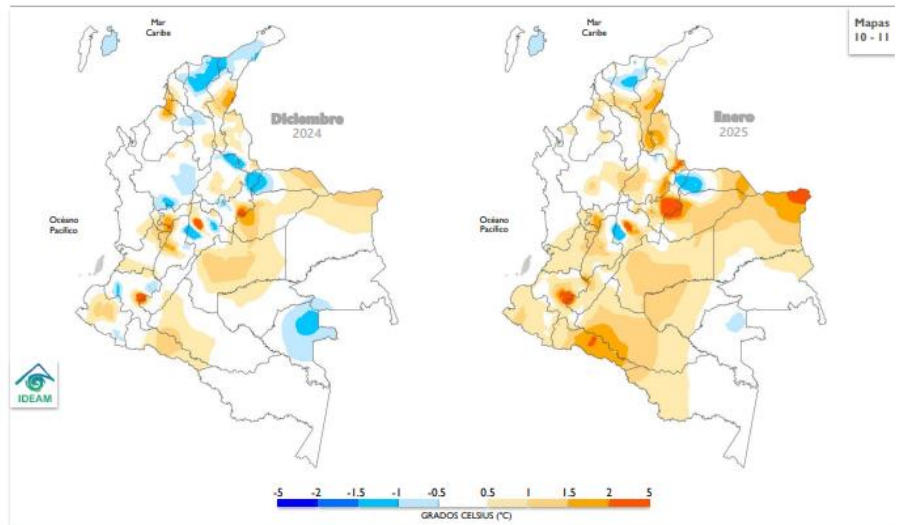 Mar
Caribe
Diciembre
2024
Océano
Pacífico
Mar
Caribe
Mapas
10 - 11
Enero
2025
Océano
Pacífico
IDEAM
-5 -2 -1.5 -1 -0.5 0.5 1 1.5 2 5
GRADOS CELSIUS (°C)